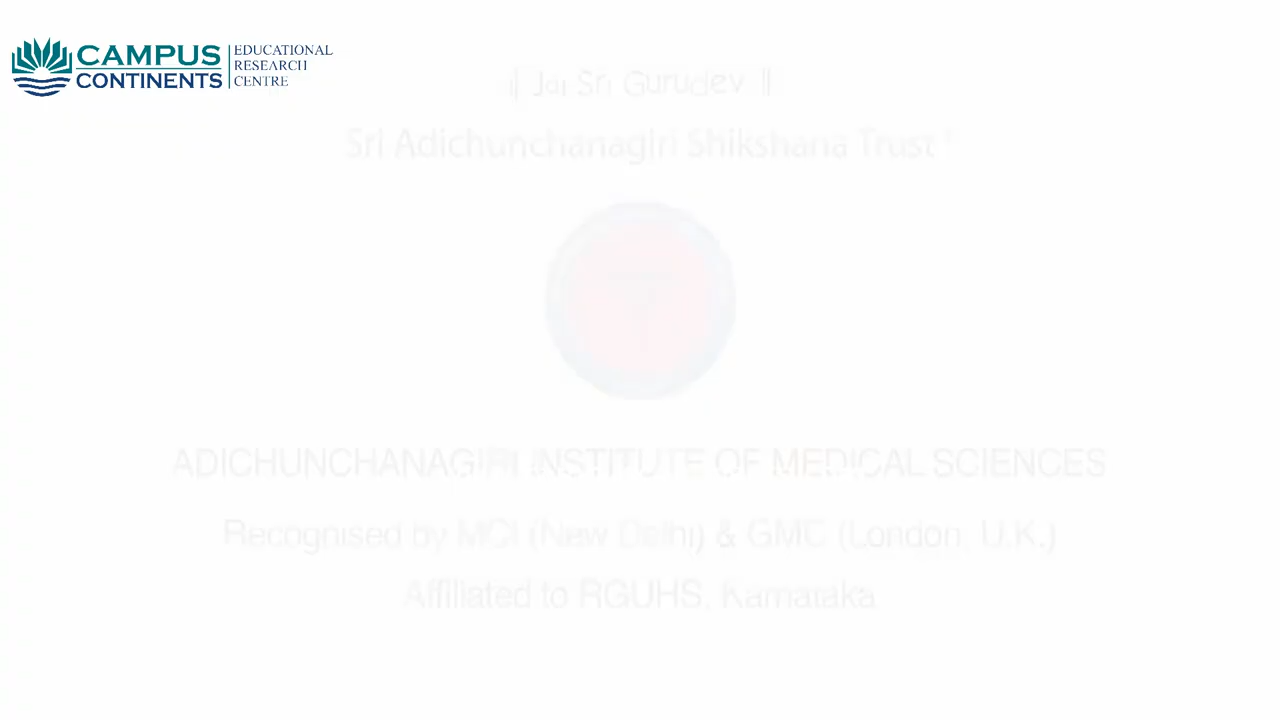 CAMPUS
CONTINENTS
EDUCATIONAL
RESEARCH
CENTRE
|| Jai Sri Gurudev ||
Sri Adichunchanagiri Shikshana Trust
ADICHUNCHANAGIRI INSTITUTE OF MEDICAL SCIENCES
Recognised by MCI (New Delhi) & GMC (London, U.K.)
Affiliated to RGUHS, Karnataka